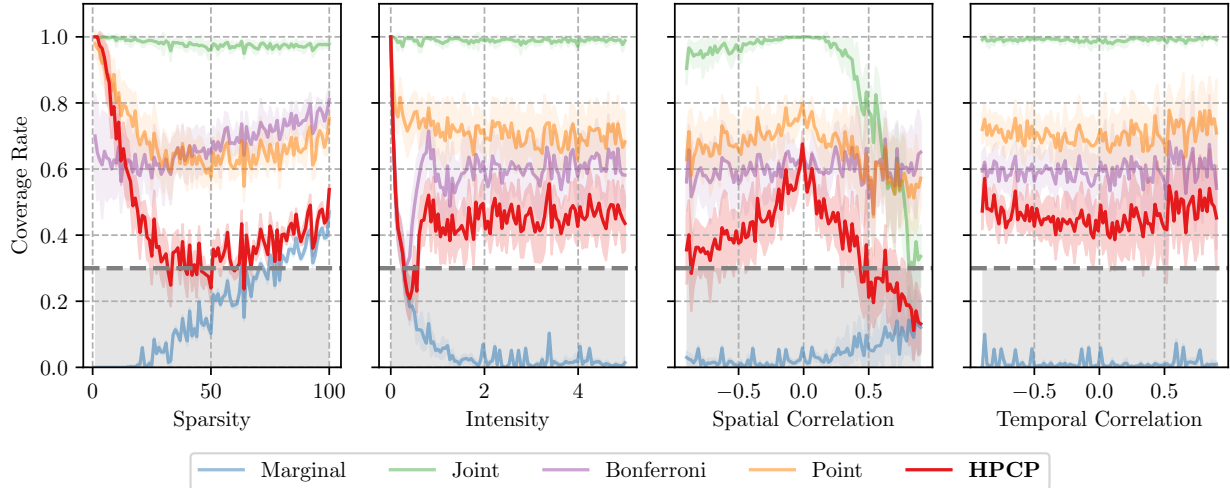 Coverage Rate
1.0
0.8
0.6
0.4
0.2
0.0
0 50 100
Sparsity
0 2 4
Intensity
−0.5 0.0 0.5
Spatial Correlation
−0.5 0.0 0.5
Temporal Correlation
Marginal Joint Bonferroni Point HPCP